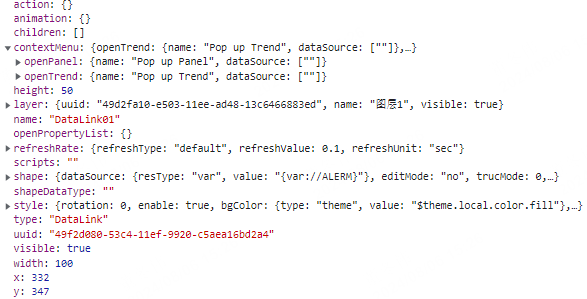 action: {}
animation: {}
children: []
contextMenu: {openTrend: {name: "Pop up Trend", dataSource: [""]},…}
openPanel: {name: "Pop up Panel", dataSource: [""]}
openTrend: {name: "Pop up Trend", dataSource: [""]}
height: 50
layer: {uuid: "49d2fa10-e503-11ee-ad48-13c6466883ed", name: "图层1", visible: true}
name: "DataLink01"
openPropertyList: {}
refreshRate: {refreshType: "default", refreshValue: 0.1, refreshUnit: "sec"}
scripts: ""
shape: {dataSource: {resType: "var", value: "{var://ALERM}"}, editMode: "no", trucMode: 0,…}
shapeDataType: ""
style: {rotation: 0, enable: true, bgColor: {type: "theme", value: "$theme.local.color.fill"},…}
type: "DataLink"
uuid: "49f2d080-53c4-11ef-9920-c5aea16bd2a4"
visible: true
width: 100
x: 332
y: 347